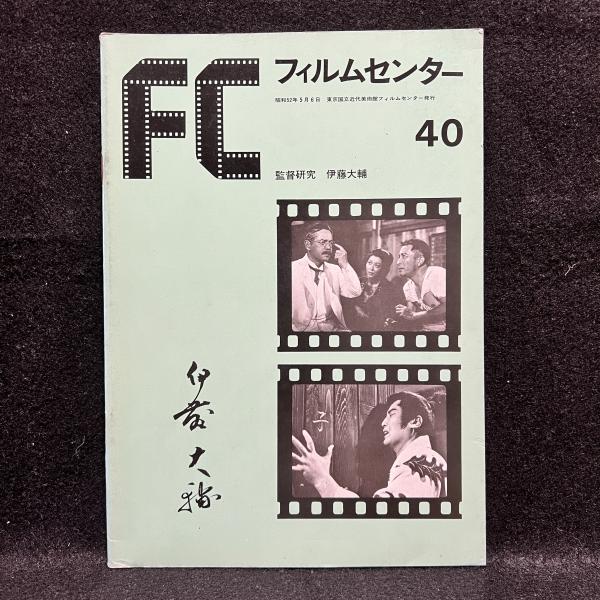 FC
フィルムセンター
昭和52年5月6日 東京国立近代美術館フィルムセンター発行
40
監督研究 伊藤大輔
子
伊藤大輔